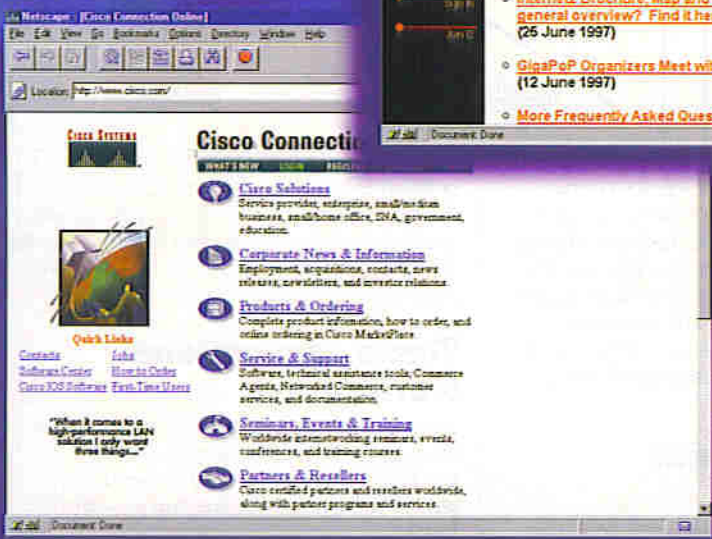 Netscape - [Cisco Connection Online]
File Edit View Go Bookmarks Options Directory Window Help
Location: http://www.cisco.com/
CISCO SYSTEMS
Cisco Connectio
WHAT'S NEW LOGIN
Cisco Solutions
Service provider, enterprise, small/medium
business, small/home office, SNA, government,
education.
Corporate News & Information
Employment, acquisitions, contacts, news
releases, newsletters, and investor relations.
Products & Ordering
Complete product information, how to order, and
online ordering in Cisco MarketPlace.
Service & Support
Software, technical assistance tools, Commerce
Agents, Networked Commerce, customer
services, and documentation.
Seminars, Events & Training
Worldwide internetworking seminars, events,
conferences, and training courses.
Partners & Resellers
Cisco certified partners and resellers worldwide,
along with partner programs and services.
Quick Links
Contacts Jobs
Software Center How to Order
Cisco IOS Software First-Time Users
"When it comes to a
high-performance LAN
solution I only want
three things..."
Document: Done
Sign In
Internet2 Brochure, Map and
general overview? Find it he
(25 June 1997)
GigaPoP Organizers Meet wit
(12 June 1997)
More Frequently Asked Ques
Document: Done